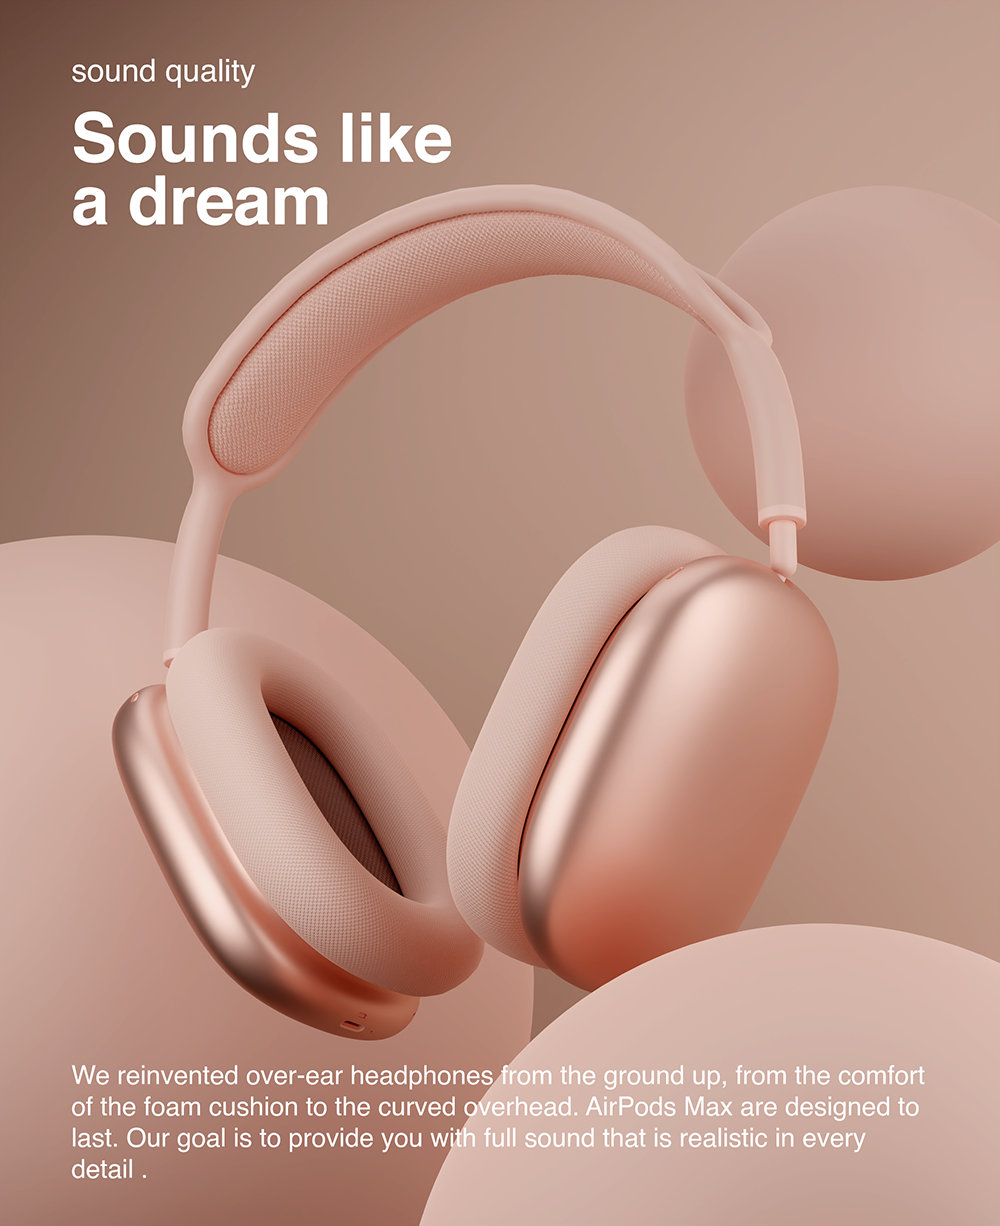 sound quality
Sounds like
a dream
We reinvented over-ear headphones from the ground up, from the comfort
of the foam cushion to the curved overhead. AirPods Max are designed to
last. Our goal is to provide you with full sound that is realistic in every
detail .